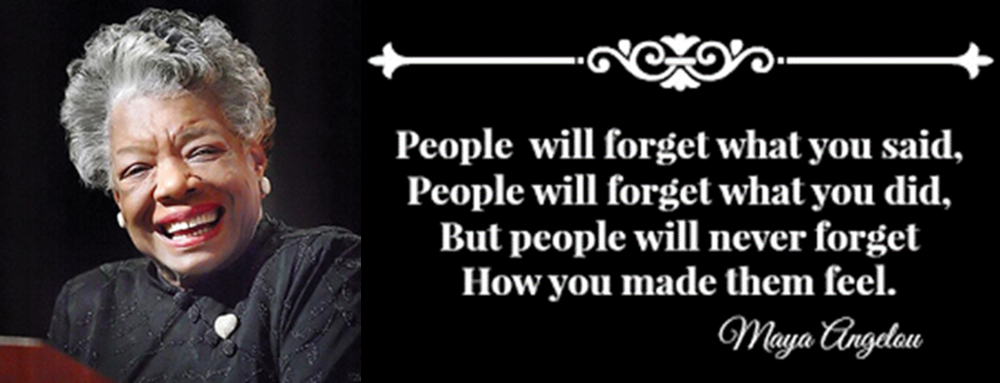 People will forget what you said,
People will forget what you did,
But people will never forget
How you made them feel.
Maya Angelou